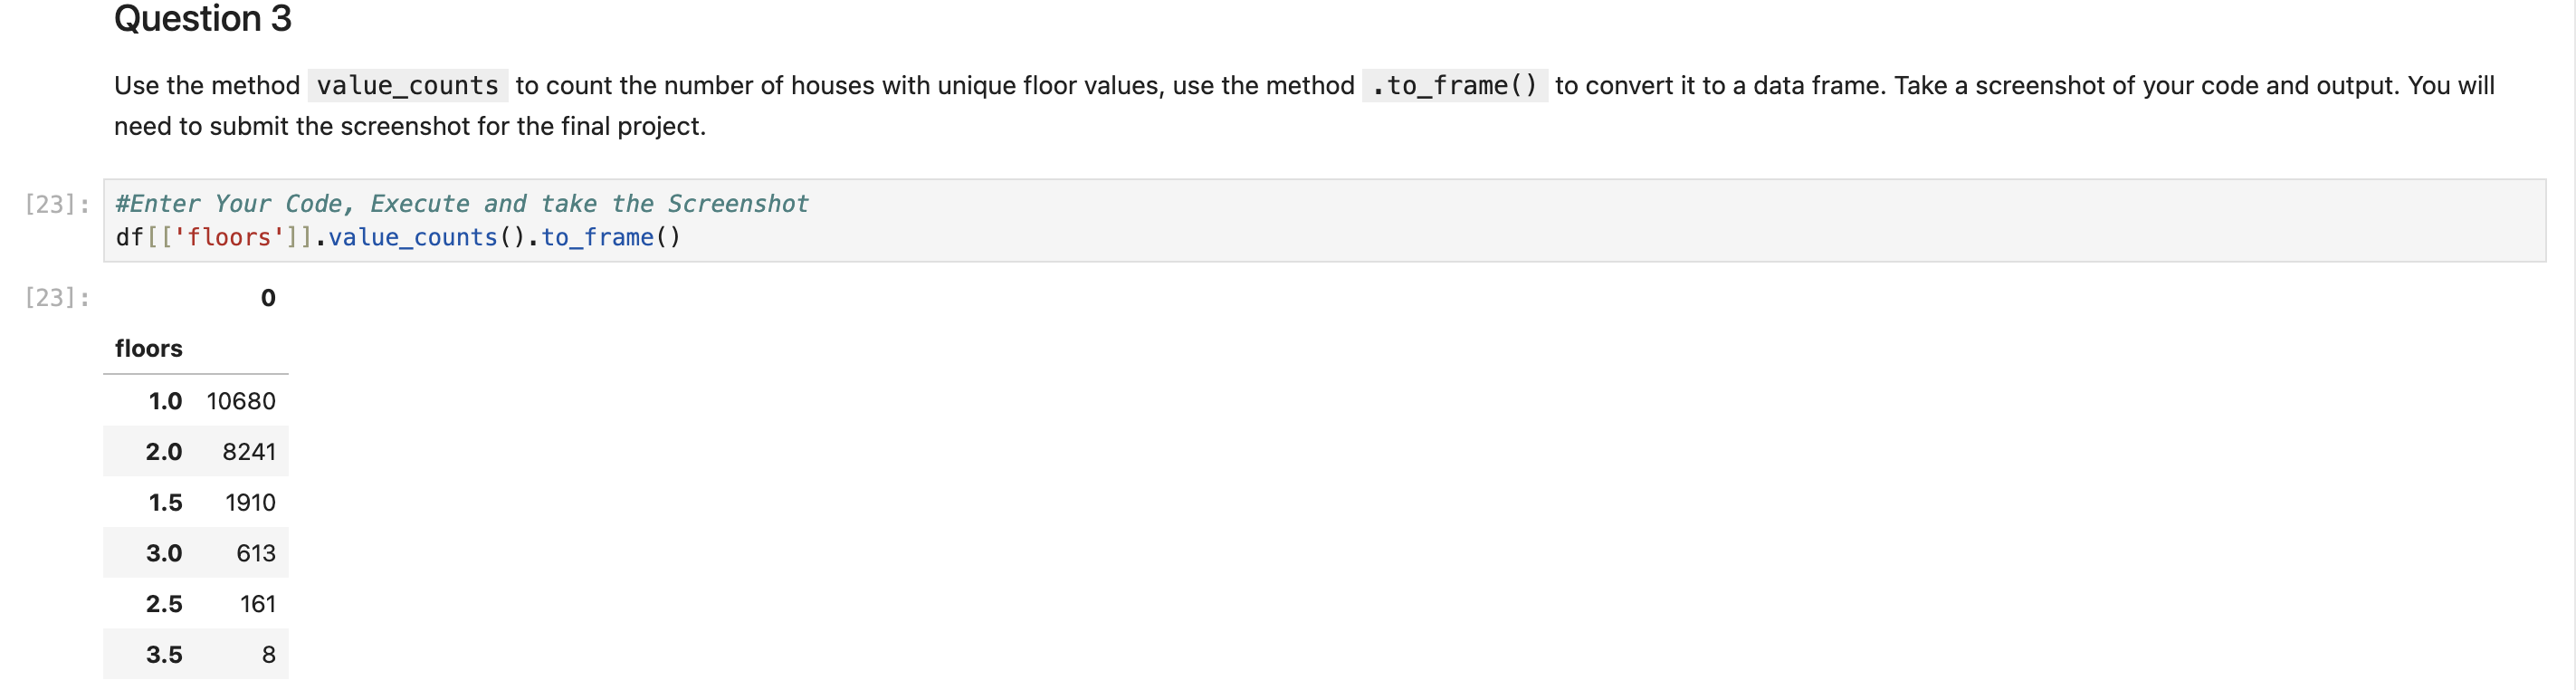 Question 3
Use the method value_counts to count the number of houses with unique floor values, use the method .to_frame() to convert it to a data frame. Take a screenshot of your code and output. You will
need to submit the screenshot for the final project.
[23]: #Enter Your Code, Execute and take the Screenshot
df[['floors']].value_counts().to_frame()
[23]: 0
floors
1.0 10680
2.0 8241
1.5 1910
3.0 613
2.5 161
3.5 8